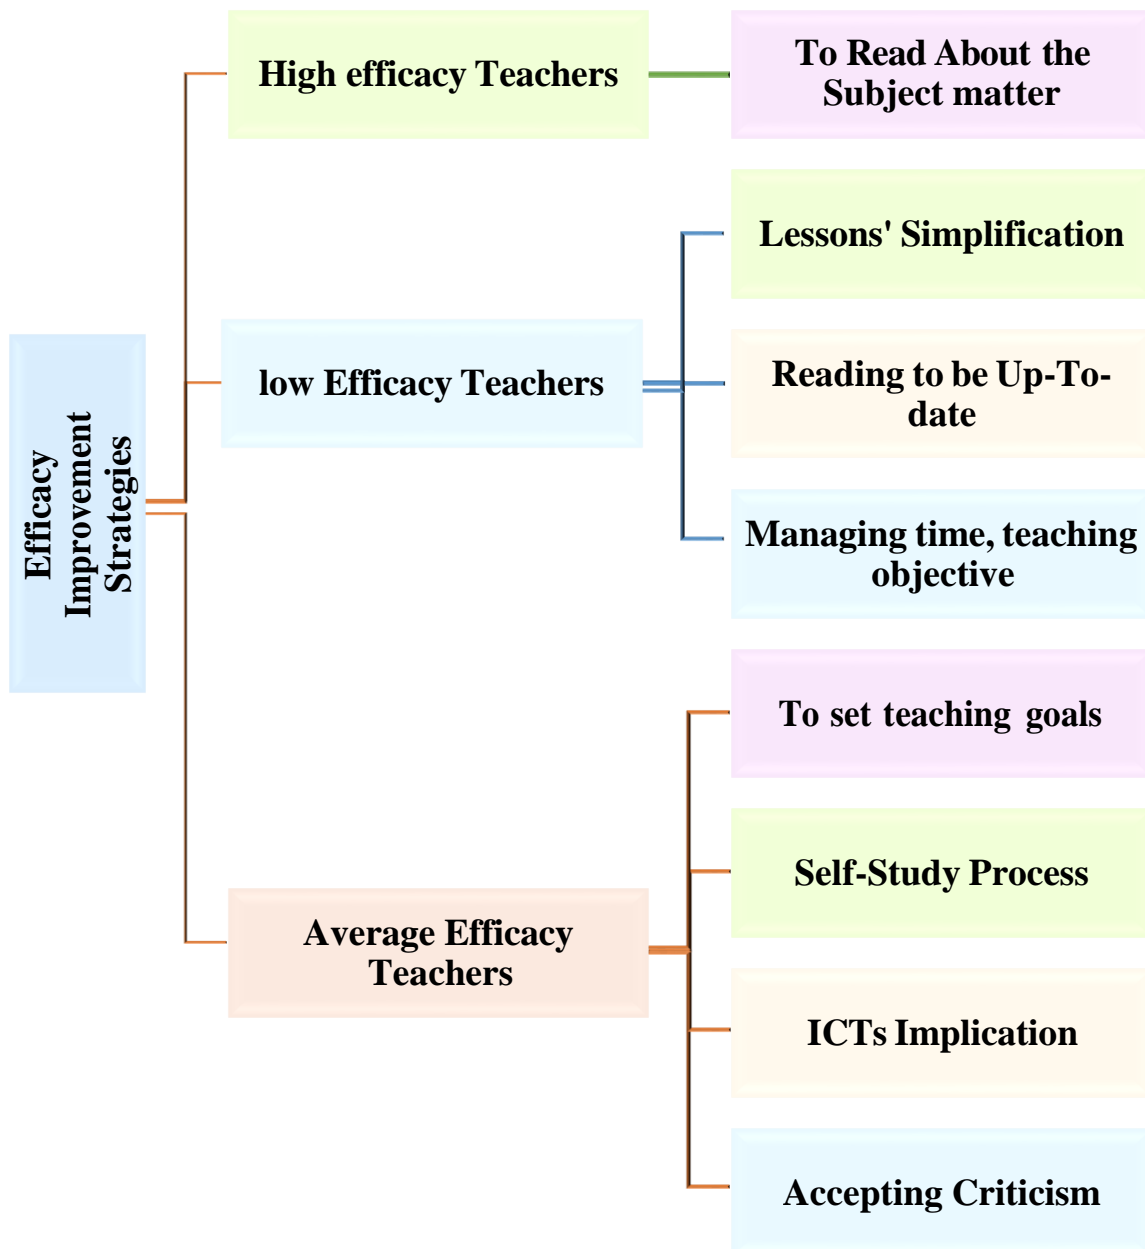 Efficacy
Improvement
Strategies
High efficacy Teachers
To Read About the
Subject matter
low Efficacy Teachers
Lessons' Simplification
Reading to be Up-To-
date
Managing time, teaching
objective
Average Efficacy
Teachers
To set teaching goals
Self-Study Process
ICTs Implication
Accepting Criticism